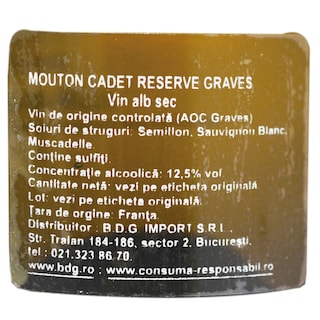 MOUTON CADET RESERVE GRAVES
Vin alb sec
Vin de origine controlată (AOC Graves)
Soiuri de struguri: Semillon, Sauvignon Blanc,
Muscadelle
Conține sulfiți.
Concentrație alcoolică: 12,5% vol
Cantitate netă: vezi pe eticheta originală
Lot: vezi pe eticheta originală.
Țara de origine: Franța.
Distribuitor : B.D.G IMPORT S.R.L.,
Str. Traian 184-186, sector 2, București,
tel : 021.323 86 70.
www.bdg.ro ; www.consuma-responsabil.ro